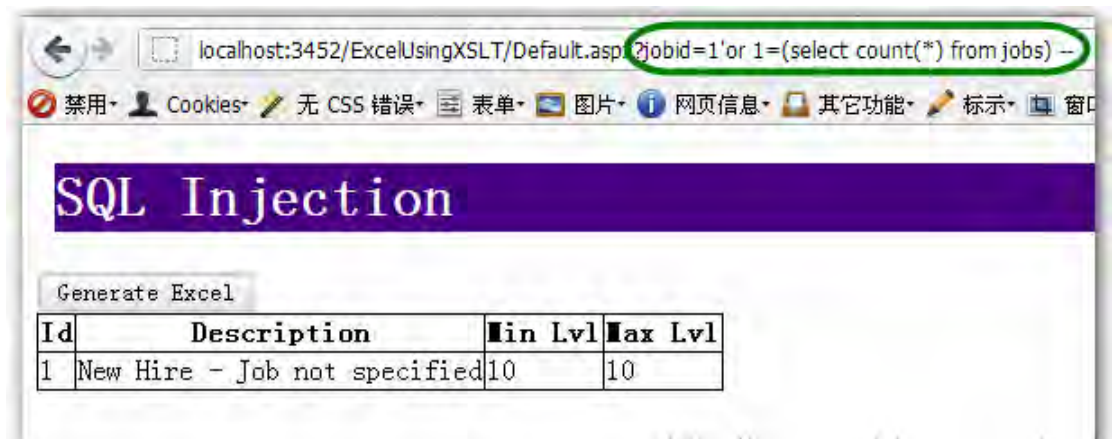 localhost:3452/ExcelUsingXSLT/Default.asp?jobid=1'or 1=(select count(*) from jobs) --
禁用 Cookies 无 CSS 错误 表单 图片 网页信息 其它功能 标示 窗口
SQL Injection
Generate Excel
Id Description Min Lvl Max Lvl
1 New Hire - Job not specified 10 10